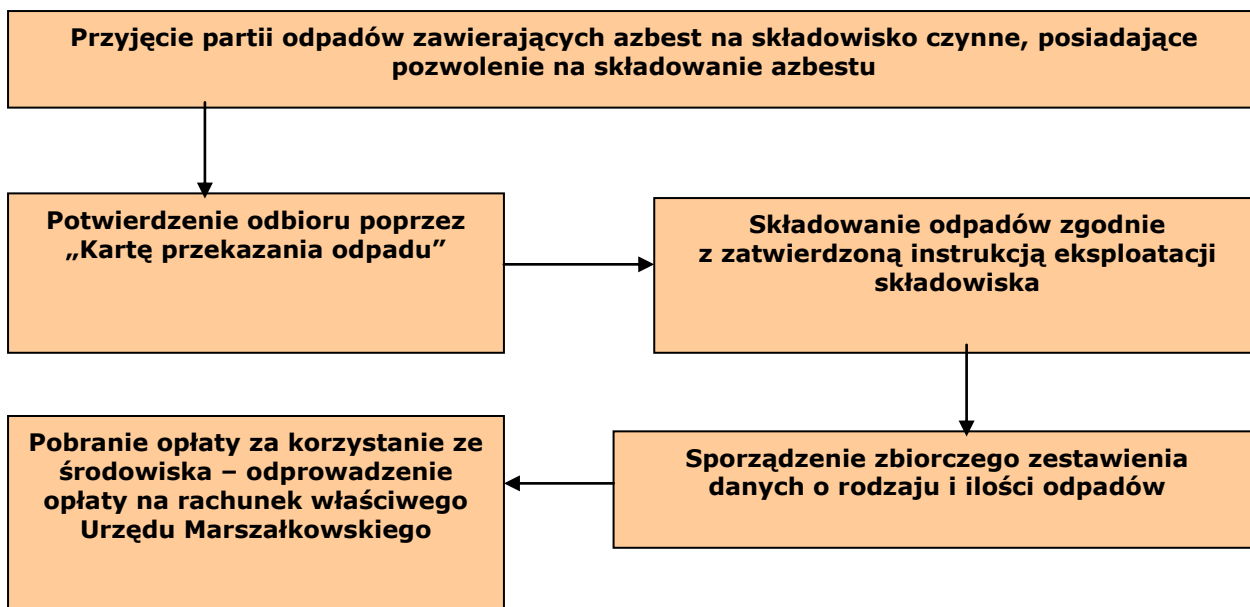 Przyjęcie partii odpadów zawierających azbest na składowisko czynne, posiadające
pozwolenie na składowanie azbestu
Potwierdzenie odbioru poprzez
„Kartę przekazania odpadu”
Składowanie odpadów zgodnie
z zatwierdzoną instrukcją eksploatacji
składowiska
Sporządzenie zbiorczego zestawienia
danych o rodzaju i ilości odpadów
Pobranie opłaty za korzystanie ze
środowiska – odprowadzenie
opłaty na rachunek właściwego
Urzędu Marszałkowskiego